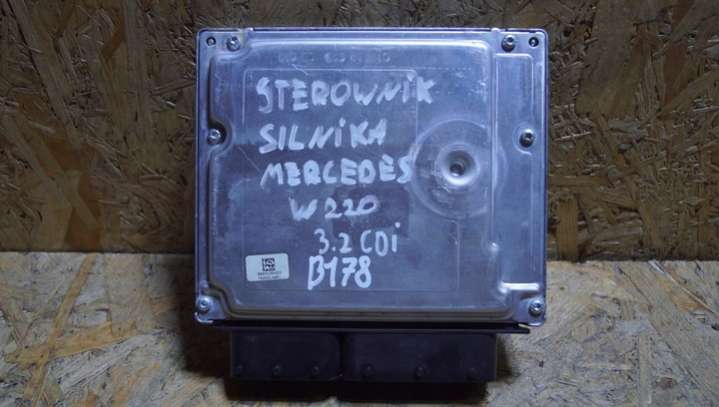 STEROWNIK
SILNIKA
MERCEDES
W220
3.2 CDi
B178